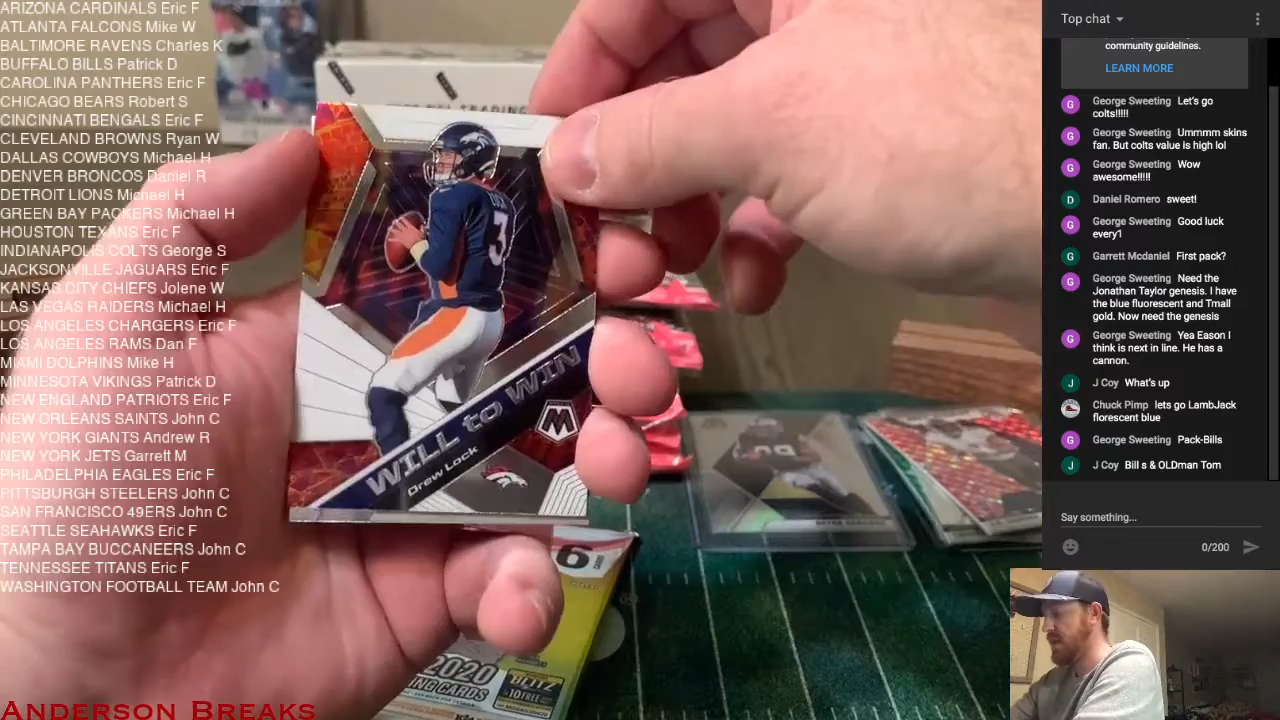 ARIZONA CARDINALS Eric F
ATLANTA FALCONS Mike W
BALTIMORE RAVENS Charles K
BUFFALO BILLS Patrick D
CAROLINA PANTHERS Eric F
CHICAGO BEARS Robert S
CINCINNATI BENGALS Eric F
CLEVELAND BROWNS Ryan W
DALLAS COWBOYS Michael H
DENVER BRONCOS Daniel R
DETROIT LIONS Michael H
GREEN BAY PACKERS Michael H
HOUSTON TEXANS Eric F
INDIANAPOLIS COLTS George S
JACKSONVILLE JAGUARS Eric F
KANSAS CITY CHIEFS Jolene W
LAS VEGAS RAIDERS Michael H
LOS ANGELES CHARGERS Eric F
LOS ANGELES RAMS Dan F
MIAMI DOLPHINS Mike H
MINNESOTA VIKINGS Patrick D
NEW ENGLAND PATRIOTS Eric F
NEW ORLEANS SAINTS John C
NEW YORK GIANTS Andrew R
NEW YORK JETS Garrett M
PHILADELPHIA EAGLES Eric F
PITTSBURGH STEELERS John C
SAN FRANCISCO 49ERS John C
SEATTLE SEAHAWKS Eric F
TAMPA BAY BUCCANEERS John C
TENNESSEE TITANS Eric F
WASHINGTON FOOTBALL TEAM John C
ANDERSON BREAKS
TRADING
3
WILL to WIN
Drew Lock
M
6
2020
BLITZ
10 FREE
Top chat
community guidelines.
LEARN MORE
G George Sweeting Let's go
colts!!!!!
G George Sweeting Ummmm skins
fan. But colts value is high lol
G George Sweeting Wow
awesome!!!!!
D Daniel Romero sweet!
G George Sweeting Good luck
every1
G Garrett Mcdaniel First pack?
G George Sweeting Need the
Jonathan Taylor genesis. I have
the blue fluorescent and Tmall
gold. Now need the genesis
G George Sweeting Yea Eason I
think is next in line. He has a
cannon.
J J Coy What's up
Chuck Pimp lets go LambJack
florescent blue
G George Sweeting Pack-Bills
J J Coy Bill s & OLDman Tom
Say something...
0/200